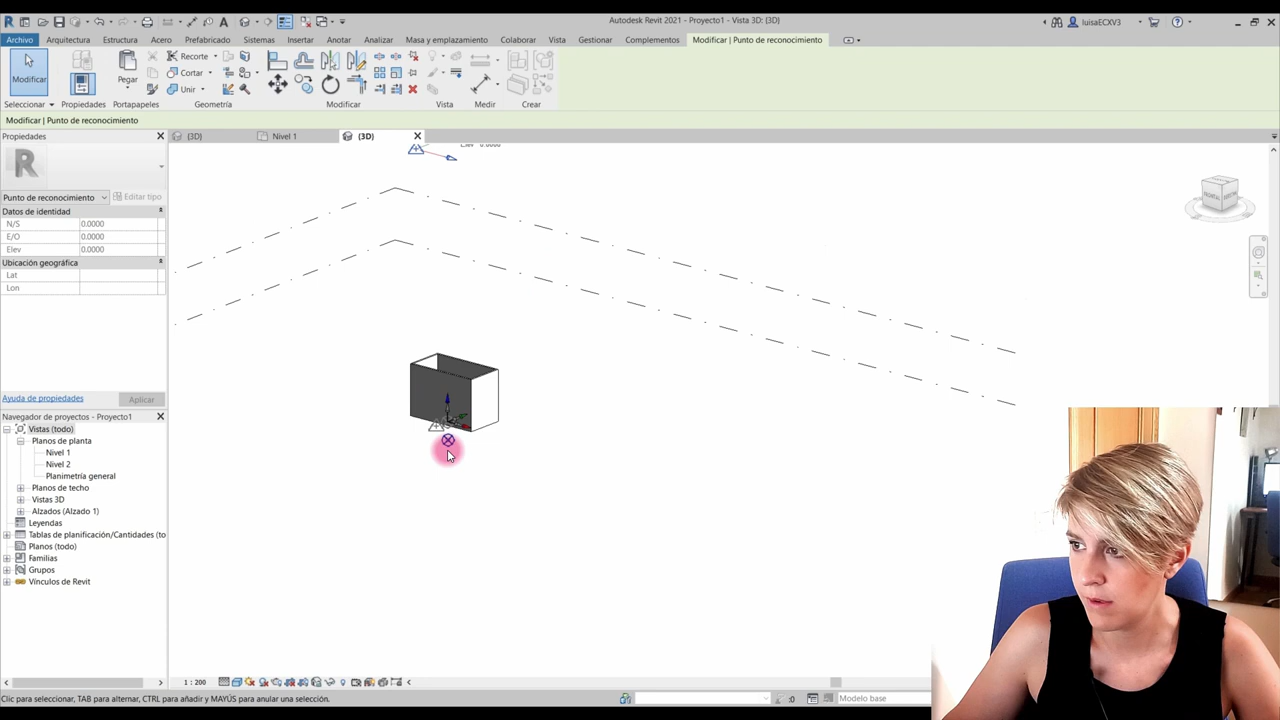 Autodesk Revit 2021 - Proyecto1 - Vista 3D: {3D}
luisaECXV3
Archivo Arquitectura Estructura Acero Prefabricado Sistemas Insertar Anotar Analizar Masa y emplazamiento Colaborar Vista Gestionar Complementos Modificar | Punto de reconocimiento
Modificar
Pegar
Recorte
Cortar
Unir
Seleccionar Propiedades Portapapeles Geometría Modificar Vista Medir Crear
Modificar | Punto de reconocimiento
Propiedades
{3D} Nivel 1 {3D}
Elev 0.0000
FRONTAL
Punto de reconocimiento Editar tipo
Datos de identidad
N/S 0.0000
E/O 0.0000
Elev 0.0000
Ubicación geográfica
Lat
Lon
Ayuda de propiedades Aplicar
Navegador de proyectos - Proyecto1
Vistas (todo)
Planos de planta
Nivel 1
Nivel 2
Planimetría general
Planos de techo
Vistas 3D
Alzados (Alzado 1)
Leyendas
Tablas de planificación/Cantidades (to
Planos (todo)
Familias
Grupos
Vínculos de Revit
1 : 200
Clic para seleccionar, TAB para alternar, CTRL para añadir y MAYÚS para anular una selección.
:0
Modelo base